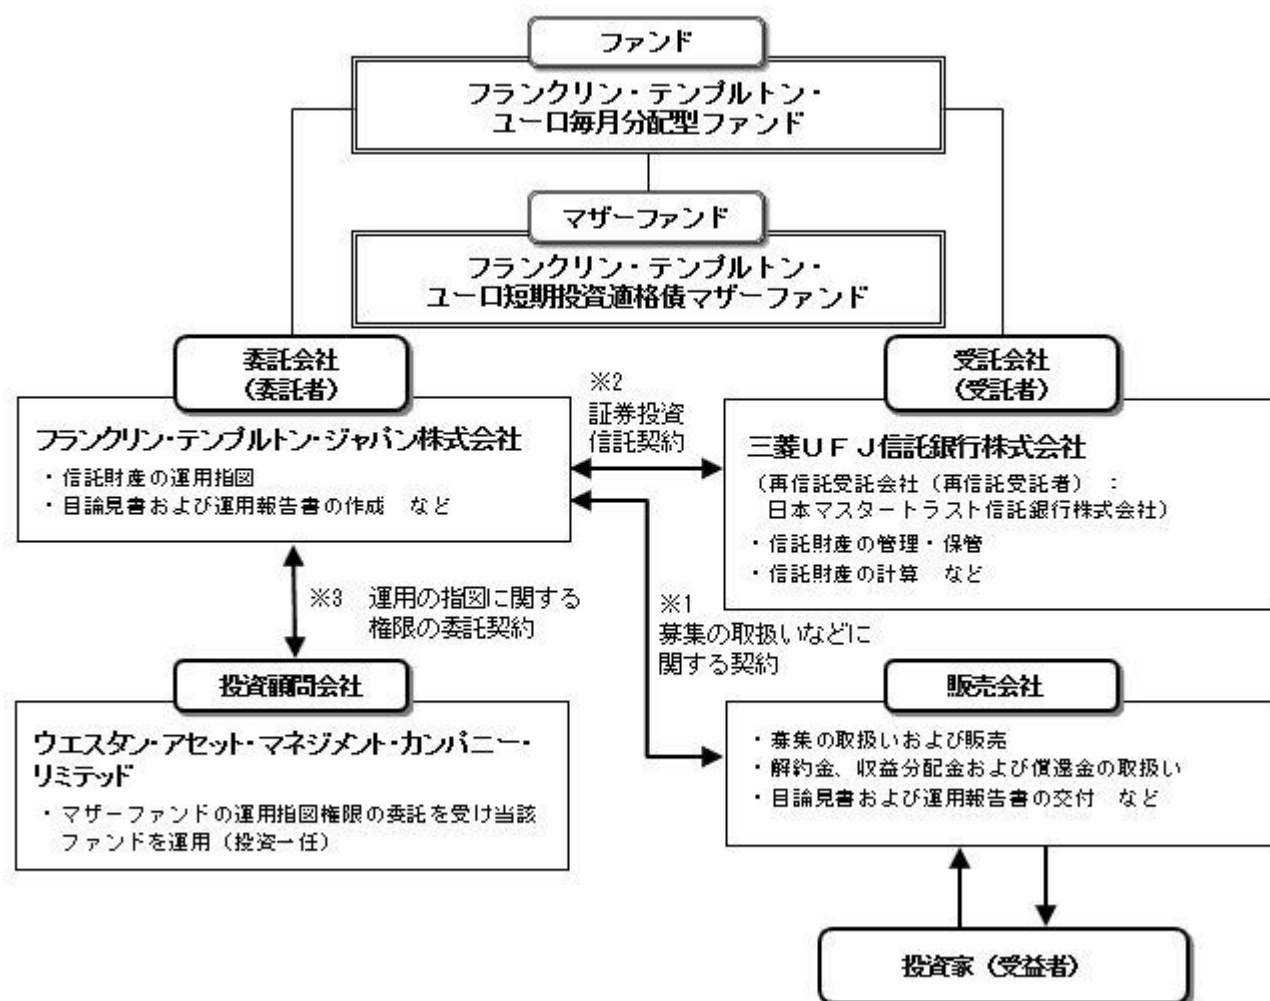 ファンド
フランクリン・テンプルトン・
ユーロ毎月分配型ファンド
マザーファンド
フランクリン・テンプルトン・
ユーロ短期投資適格債マザーファンド
委託会社
（委託者）
フランクリン・テンプルトン・ジャパン株式会社
・信託財産の運用指図
・目論見書および運用報告書の作成　など
※2
証券投資
信託契約
受託会社
（受託者）
三菱ＵＦＪ信託銀行株式会社
（再信託受託会社（再信託受託者）：
日本マスタートラスト信託銀行株式会社）
・信託財産の管理・保管
・信託財産の計算　など
※3　運用の指図に関する
権限の委託契約
※1
募集の取扱いなどに
関する契約
投資顧問会社
ウエスタン・アセット・マネジメント・カンパニー・
リミテッド
・マザーファンドの運用指図権限の委託を受け当該
ファンドを運用（投資一任）
販売会社
・募集の取扱いおよび販売
・解約金、収益分配金および償還金の取扱い
・目論見書および運用報告書の交付　など
投資家（受益者）